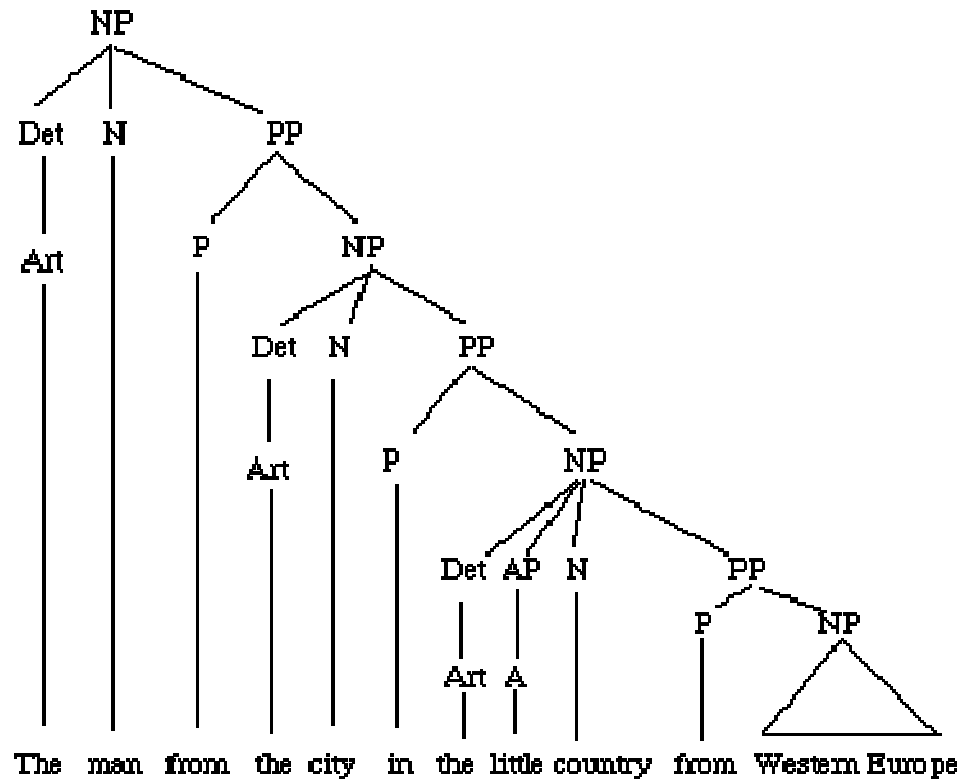 NP
Det N PP
Art P NP
Det N PP
Art P NP
Det AP N PP
P NP
Art A
The man from the city in the little country from Western Europe